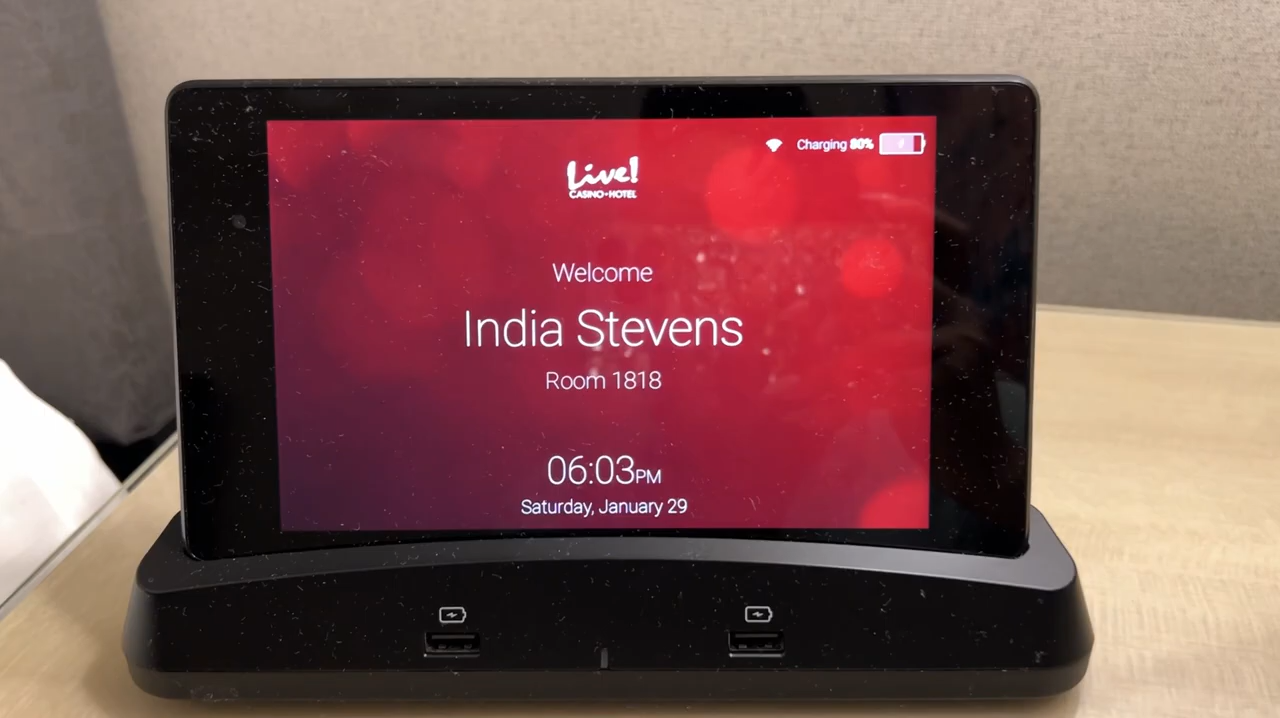 Charging 80%
Live!
CASINO•HOTEL
Welcome
India Stevens
Room 1818
06:03PM
Saturday, January 29